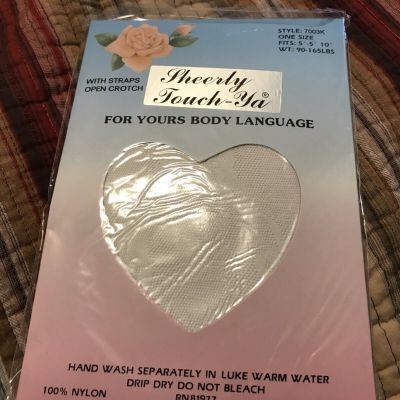 STYLE: 7003K
ONE SIZE
FITS: 5' 5' 10'
WT: 90-165LBS
WITH STRAPS
OPEN CROTCH
Sheerly
Touch-Ya®
FOR YOURS BODY LANGUAGE
HAND WASH SEPARATELY IN LUKE WARM WATER
DRIP DRY DO NOT BLEACH
100% NYLON
RN81977